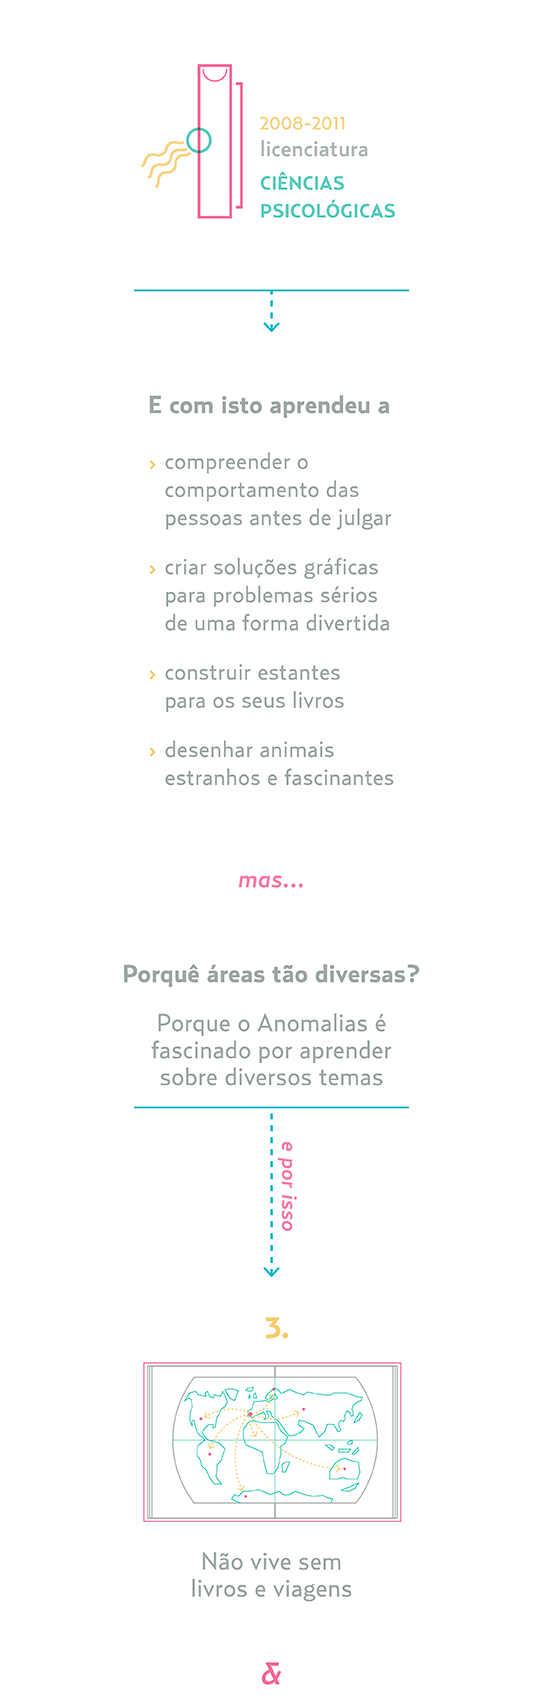 2008-2011
licenciatura
CIÊNCIAS
PSICOLÓGICAS
E com isto aprendeu a
› compreender o
comportamento das
pessoas antes de julgar
› criar soluções gráficas
para problemas sérios
de uma forma divertida
› construir estantes
para os seus livros
› desenhar animais
estranhos e fascinantes
mas...
Porquê áreas tão diversas?
Porque o Anomalias é
fascinado por aprender
sobre diversos temas
e por isso
3.
Não vive sem
livros e viagens
&